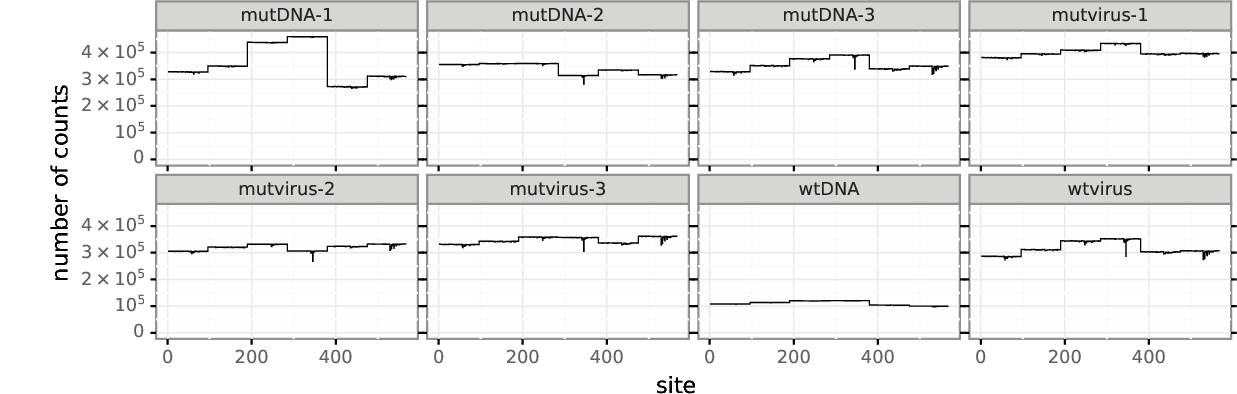 mutDNA-1 mutDNA-2 mutDNA-3 mutvirus-1
4 × 10⁵
3 × 10⁵
2 × 10⁵
10⁵
0
mutvirus-2 mutvirus-3 wtDNA wtvirus
4 × 10⁵
3 × 10⁵
2 × 10⁵
10⁵
0
number of counts
0 200 400 0 200 400 0 200 400 0 200 400
site